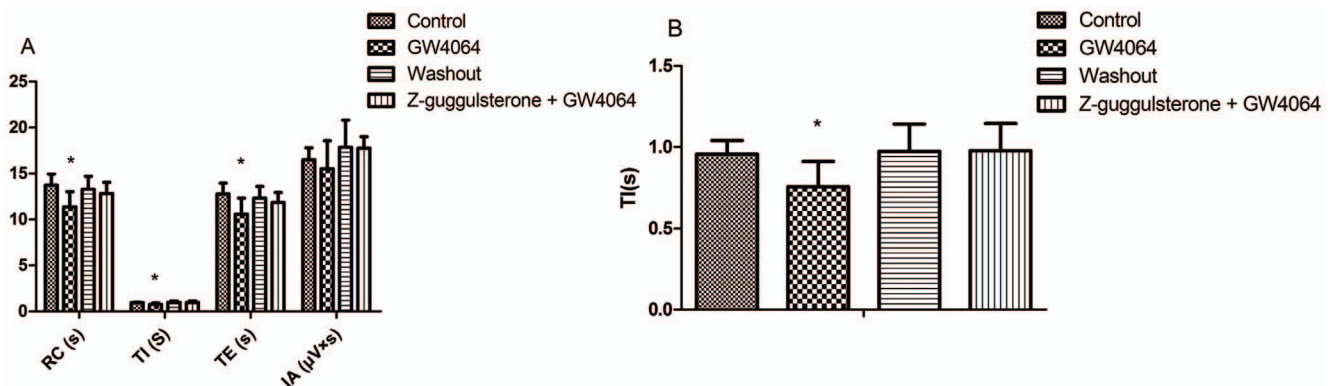 A
Control
GW4064
Washout
Z-guggulsterone + GW4064
25
20
15
10
5
0
*
*
*
RC (s)
TI (S)
TE (s)
IA (μV×s)
B
Control
GW4064
Washout
Z-guggulsterone + GW4064
1.5
1.0
0.5
0.0
TI(s)
*